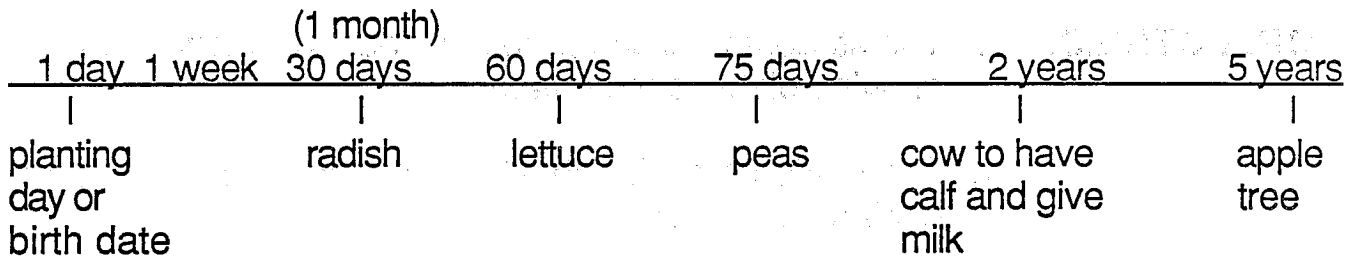 (1 month)
1 day 1 week 30 days 60 days 75 days 2 years 5 years
planting radish lettuce peas cow to have apple
day or calf and give tree
birth date milk